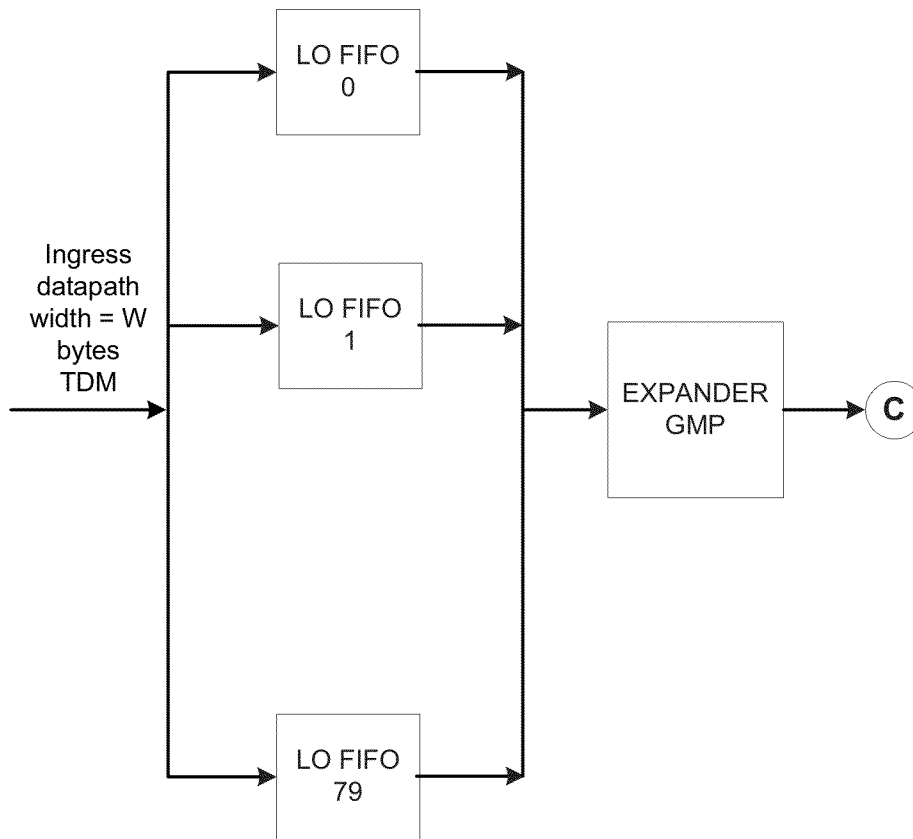 LO FIFO
0
Ingress
datapath
width = W
bytes
TDM
LO FIFO
1
EXPANDER
GMP
C
LO FIFO
79